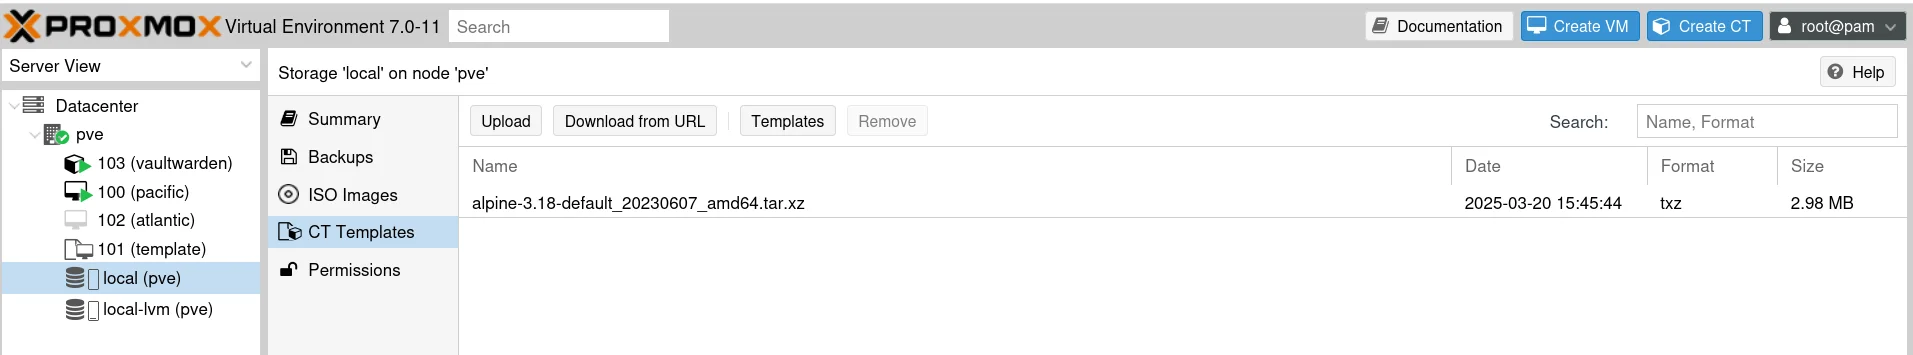 PROXMOX Virtual Environment 7.0-11 Search Documentation Create VM Create CT root@pam
Server View
Storage 'local' on node 'pve' Help
Datacenter
pve
103 (vaultwarden)
100 (pacific)
102 (atlantic)
101 (template)
local (pve)
local-lvm (pve)
Summary
Backups
ISO Images
CT Templates
Permissions
Upload Download from URL Templates Remove Search: Name, Format
Name Date Format Size
alpine-3.18-default_20230607_amd64.tar.xz 2025-03-20 15:45:44 txz 2.98 MB